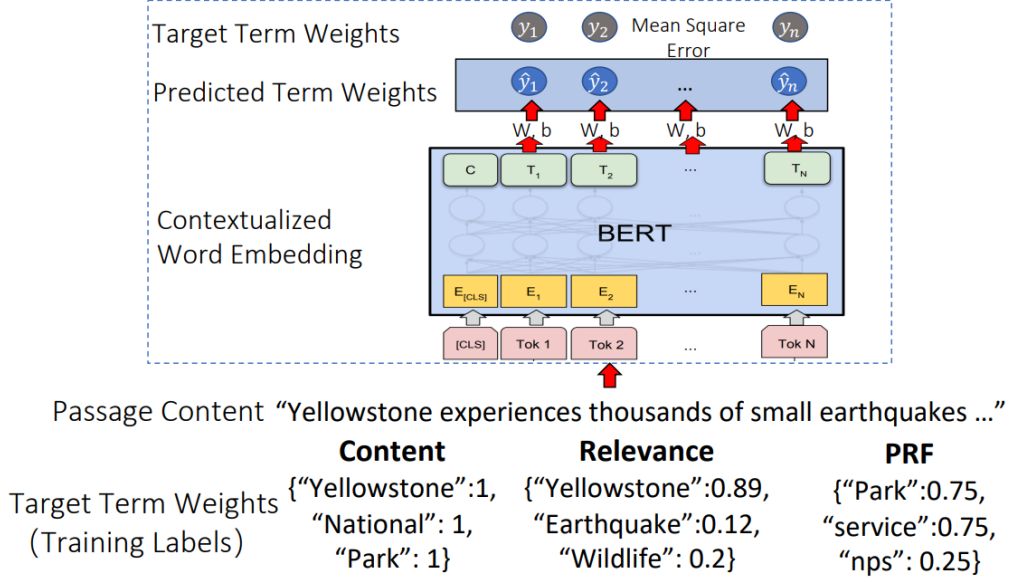 Target Term Weights y₁ y₂ Mean Square Error yₙ
Predicted Term Weights ŷ₁ ŷ₂ ... ŷₙ
W, b W, b W, b W, b
C T₁ T₂ ... T_N
...
Contextualized Word Embedding
BERT
...
E[CLS] E₁ E₂ ... E_N
[CLS] Tok 1 Tok 2 ... Tok N
Passage Content “Yellowstone experiences thousands of small earthquakes ...”
Content Relevance PRF
Target Term Weights (Training Labels)
{“Yellowstone”:1, {“Yellowstone”:0.89, {“Park”:0.75,
“National”: 1, “Earthquake”:0.12, “service”:0.75,
“Park”: 1} “Wildlife”: 0.2} “nps”: 0.25}